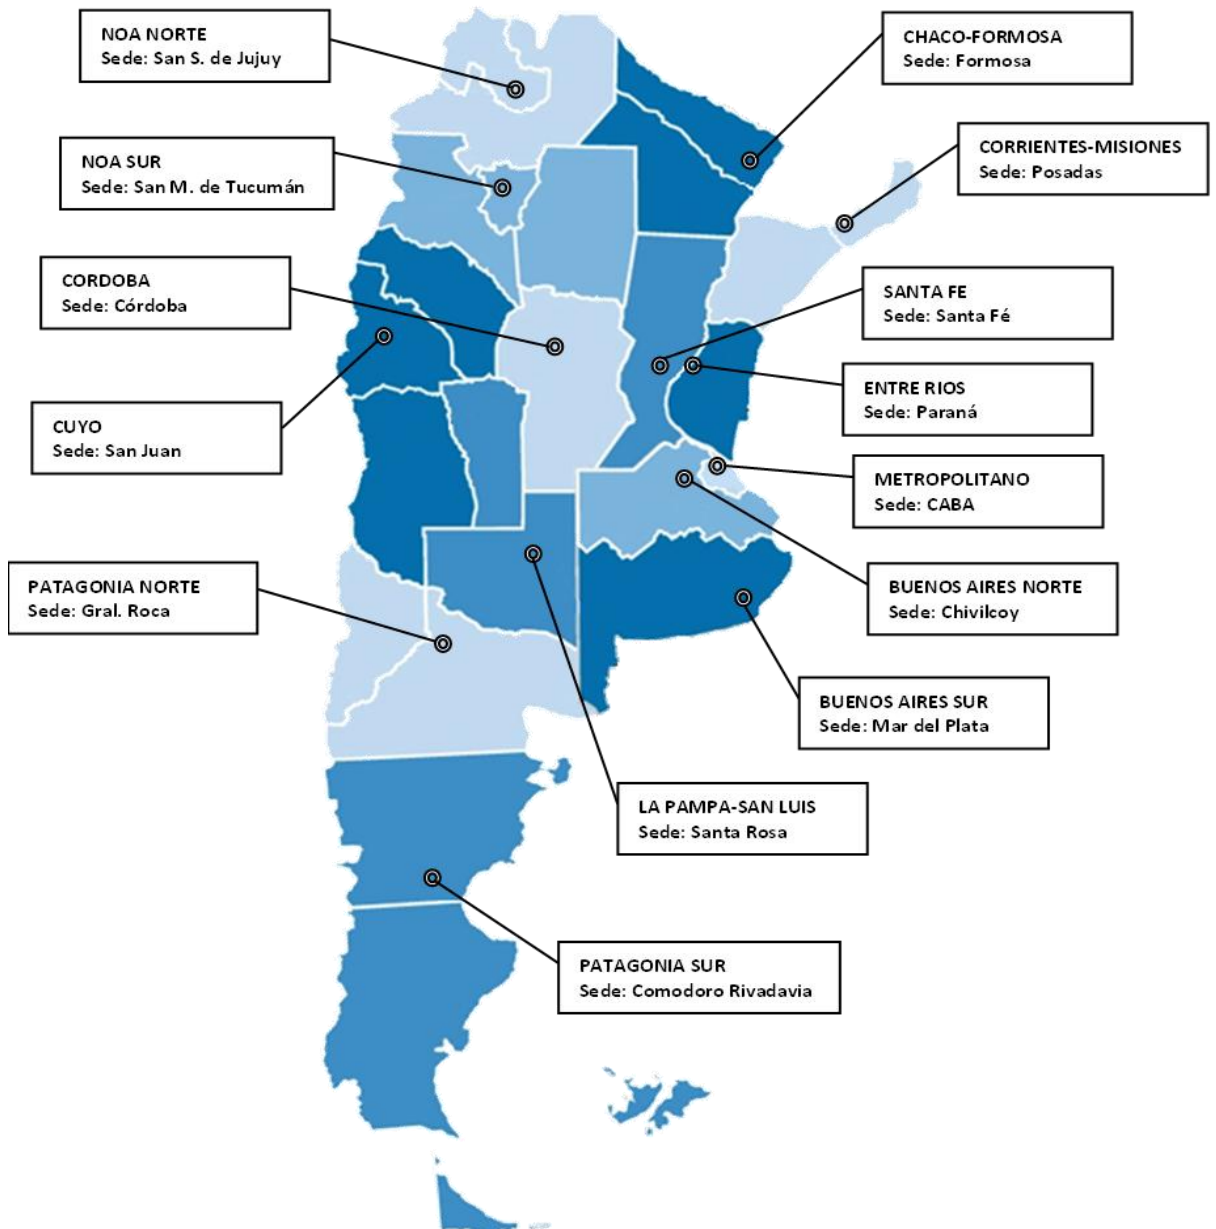 NOA NORTE
Sede: San S. de Jujuy
CHACO-FORMOSA
Sede: Formosa
NOA SUR
Sede: San M. de Tucumán
CORRIENTES-MISIONES
Sede: Posadas
CORDOBA
Sede: Córdoba
SANTA FE
Sede: Santa Fé
ENTRE RIOS
Sede: Paraná
CUYO
Sede: San Juan
METROPOLITANO
Sede: CABA
PATAGONIA NORTE
Sede: Gral. Roca
BUENOS AIRES NORTE
Sede: Chivilcoy
BUENOS AIRES SUR
Sede: Mar del Plata
LA PAMPA-SAN LUIS
Sede: Santa Rosa
PATAGONIA SUR
Sede: Comodoro Rivadavia